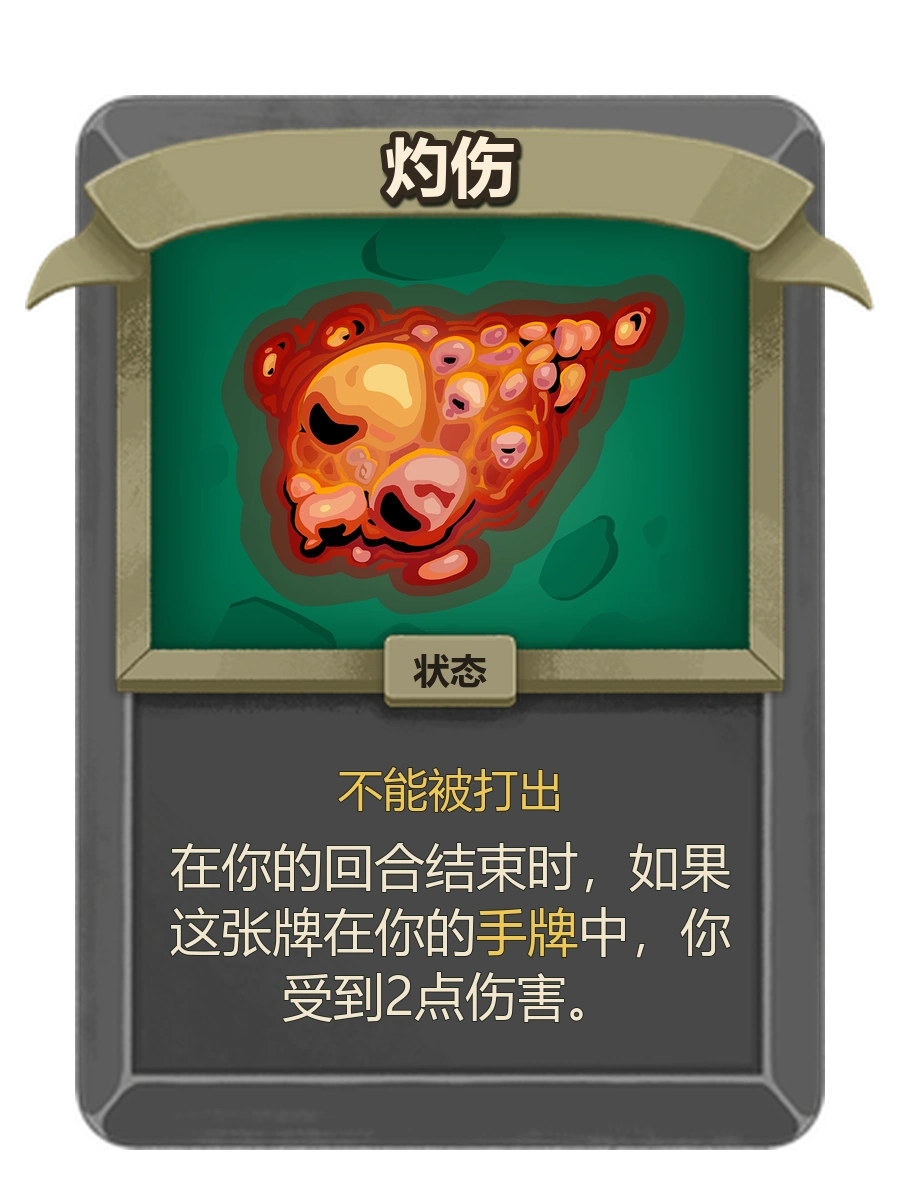 灼伤
状态
不能被打出
在你的回合结束时，如果
这张牌在你的手牌中，你
受到2点伤害。